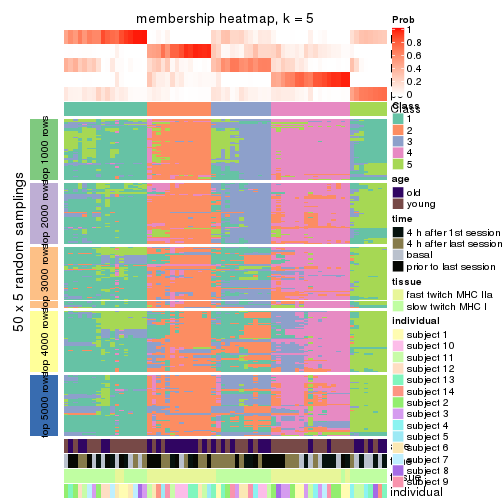 membership heatmap, k = 5
50 x 5 random samplings
top 1000 rows
top 2000 rows
top 3000 rows
top 4000 rows
top 5000 rows
Prob
1
0.8
0.6
0.4
0.2
0
Class
Class
1
2
3
4
5
age
old
young
time
4 h after 1st session
4 h after last session
basal
prior to last session
tissue
fast twitch MHC IIa
slow twitch MHC I
individual
subject 1
subject 10
subject 11
subject 12
subject 13
subject 14
subject 2
subject 3
subject 4
subject 5
subject 6
subject 7
subject 8
subject 9
individual